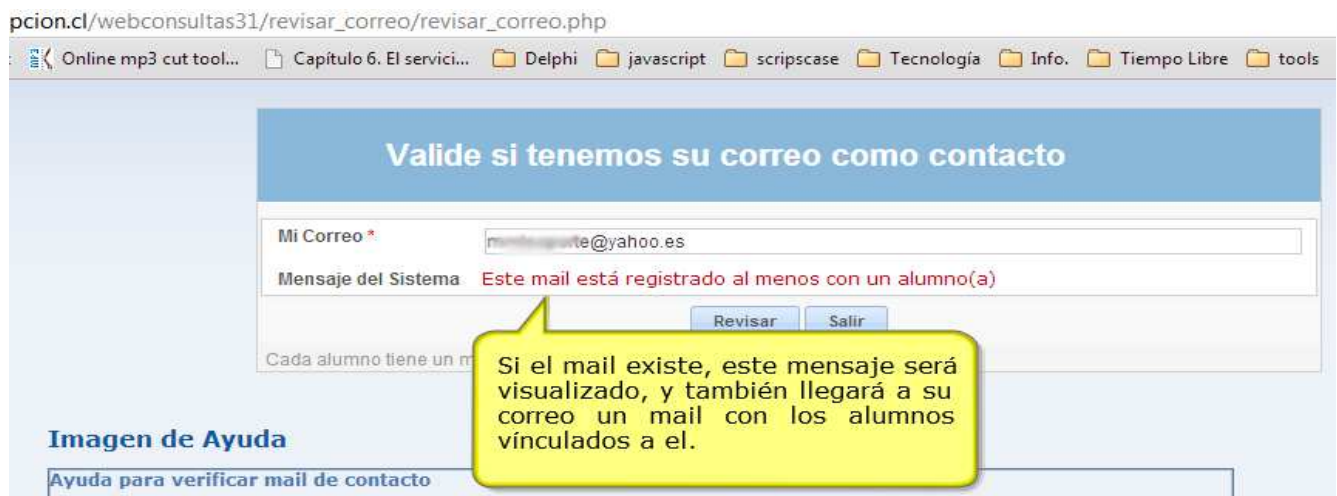 pcion.cl/webconsultas31/revisar_correo/revisar_correo.php
Online mp3 cut tool... Capítulo 6. El servici... Delphi javascript scripscase Tecnología Info. Tiempo Libre tools
Valide si tenemos su correo como contacto
Mi Correo *
te@yahoo.es
Mensaje del Sistema Este mail está registrado al menos con un alumno(a)
Revisar Salir
Cada alumno tiene un
Si el mail existe, este mensaje será
visualizado, y también llegará a su
correo un mail con los alumnos
vínculados a el.
Imagen de Ayuda
Ayuda para verificar mail de contacto